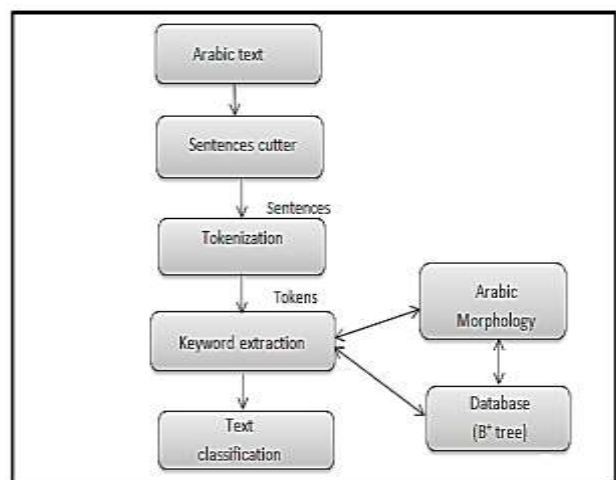 Arabic text
Sentences cutter
Sentences
Tokenization
Tokens
Keyword extraction
Arabic
Morphology
Database
(B⁺ tree)
Text
classification